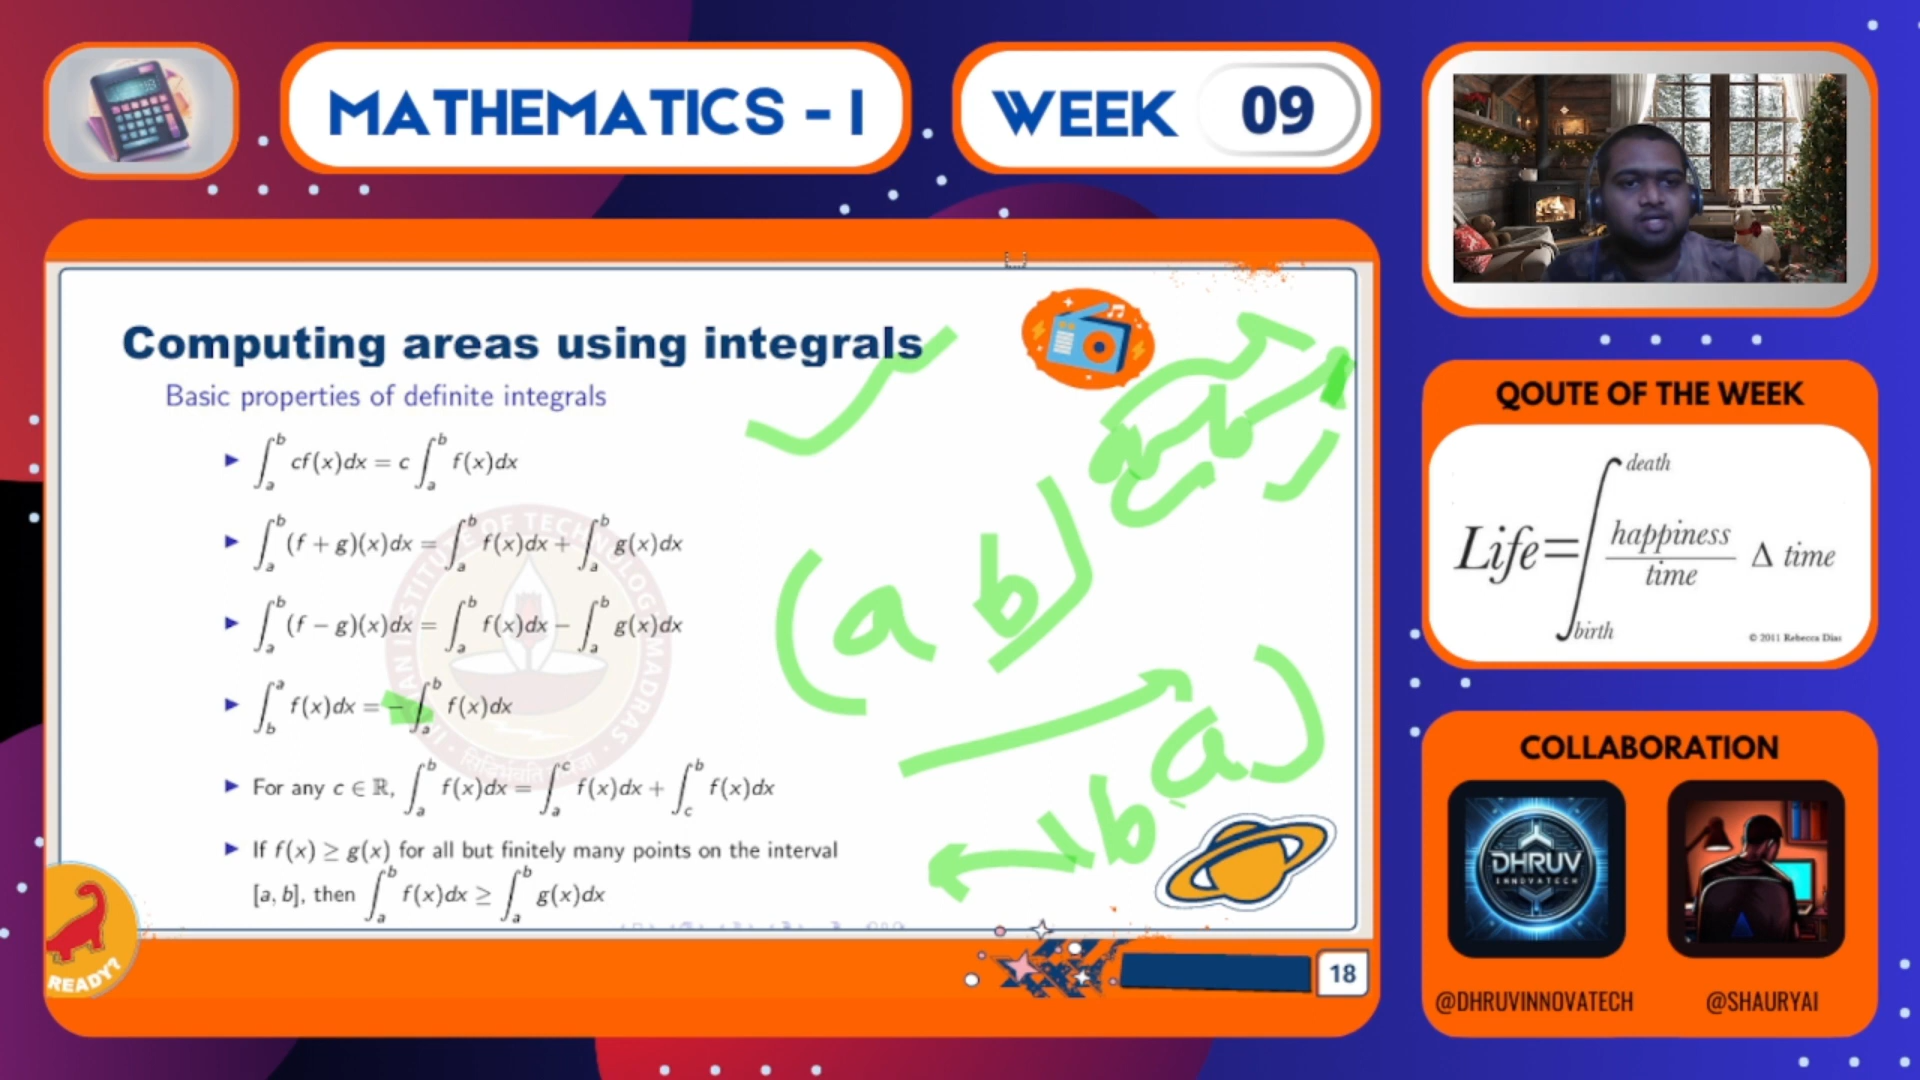 MATHEMATICS - I
WEEK 09
Computing areas using integrals
Basic properties of definite integrals
► ∫_a^b cf(x)dx = c ∫_a^b f(x)dx
► ∫_a^b (f + g)(x)dx = ∫_a^b f(x)dx + ∫_a^b g(x)dx
► ∫_a^b (f − g)(x)dx = ∫_a^b f(x)dx − ∫_a^b g(x)dx
► ∫_b^a f(x)dx = − ∫_a^b f(x)dx
► For any c ∈ ℝ, ∫_a^b f(x)dx = ∫_a^c f(x)dx + ∫_c^b f(x)dx
► If f(x) ≥ g(x) for all but finitely many points on the interval
[a, b], then ∫_a^b f(x)dx ≥ ∫_a^b g(x)dx
(a b)
(b a)
READY?
18
QOUTE OF THE WEEK
Life= ∫_birth^death happiness/time Δ time
© 2011 Rebecca Dias
COLLABORATION
DHRUV
INNOVATECH
@DHRUVINNOVATECH
@SHAURYAI